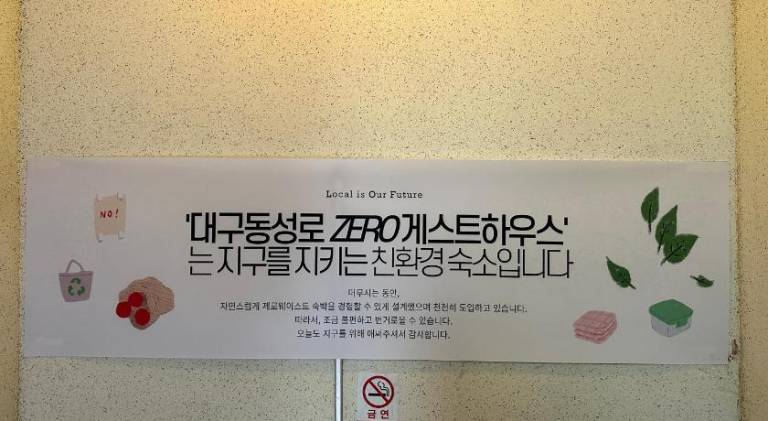 Local is Our Future
NO!
'대구동성로 ZERO 게스트하우스'
는 지구를 지키는 친환경 숙소입니다
머무시는 동안,
자연스럽게 제로웨이스트 숙박을 경험할 수 있게 설계했으며 천천히 도입하고 있습니다.
따라서, 조금 불편하고 번거로울 수 있습니다.
오늘도 지구를 위해 애써주셔서 감사합니다.
금연